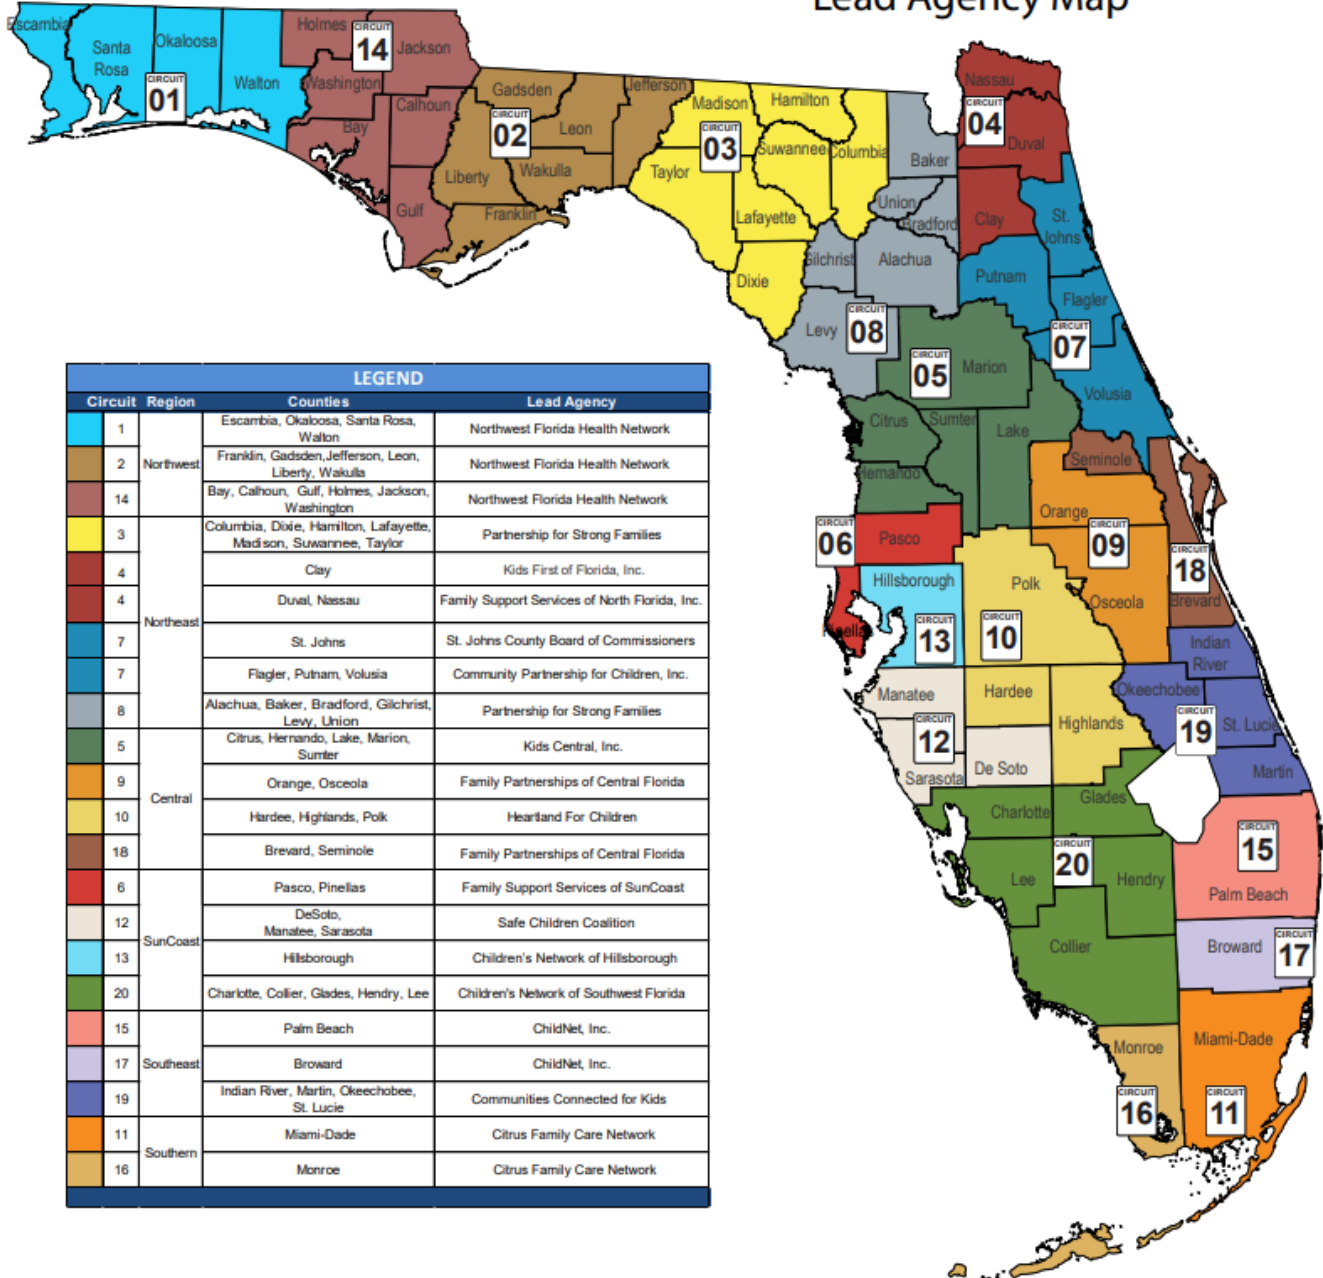 Lead Agency Map
Escambia
Santa
Rosa
Okaloosa
Walton
CIRCUIT
01
Holmes
CIRCUIT
14
Jackson
Washington
Calhoun
Bay
Gulf
Gadsden
CIRCUIT
02
Leon
Jefferson
Liberty
Wakulla
Franklin
Madison
Hamilton
CIRCUIT
03
Suwannee
Columbia
Taylor
Lafayette
Dixie
Nassau
CIRCUIT
04
Duval
Baker
Union
Bradford
Clay
St.
Johns
Gilchrist
Alachua
Putnam
Flagler
Levy
CIRCUIT
08
CIRCUIT
07
CIRCUIT
05
Marion
Volusia
Citrus
Sumter
Lake
Hernando
Seminole
Orange
CIRCUIT
06
Pasco
CIRCUIT
09
CIRCUIT
18
Hillsborough
Polk
Osceola
Brevard
Pinellas
CIRCUIT
13
CIRCUIT
10
Indian
River
Manatee
Hardee
Okeechobee
CIRCUIT
12
Highlands
CIRCUIT
19
St. Lucie
Sarasota
De Soto
Martin
Charlotte
Glades
CIRCUIT
20
CIRCUIT
15
Lee
Hendry
Palm Beach
Collier
Broward
CIRCUIT
17
Monroe
Miami-Dade
CIRCUIT
16
CIRCUIT
11
LEGEND
Circuit Region Counties Lead Agency
1 Escambia, Okaloosa, Santa Rosa,
Walton Northwest Florida Health Network
Northwest
2 Franklin, Gadsden,Jefferson, Leon,
Liberty, Wakulla Northwest Florida Health Network
14 Bay, Calhoun, Gulf, Holmes, Jackson,
Washington Northwest Florida Health Network
3 Columbia, Dixie, Hamilton, Lafayette,
Madison, Suwannee, Taylor Partnership for Strong Families
4 Clay Kids First of Florida, Inc.
4 Duval, Nassau Family Support Services of North Florida, Inc.
Northeast
7 St. Johns St. Johns County Board of Commissioners
7 Flagler, Putnam, Volusia Community Partnership for Children, Inc.
8 Alachua, Baker, Bradford, Gilchrist,
Levy, Union Partnership for Strong Families
5 Citrus, Hernando, Lake, Marion,
Sumter Kids Central, Inc.
9 Orange, Osceola Family Partnerships of Central Florida
Central
10 Hardee, Highlands, Polk Heartland For Children
18 Brevard, Seminole Family Partnerships of Central Florida
6 Pasco, Pinellas Family Support Services of SunCoast
12 DeSoto,
Manatee, Sarasota Safe Children Coalition
SunCoast
13 Hillsborough Children's Network of Hillsborough
20 Charlotte, Collier, Glades, Hendry, Lee Children's Network of Southwest Florida
15 Palm Beach ChildNet, Inc.
17 Southeast Broward ChildNet, Inc.
19 Indian River, Martin, Okeechobee,
St. Lucie Communities Connected for Kids
11 Miami-Dade Citrus Family Care Network
Southern
16 Monroe Citrus Family Care Network